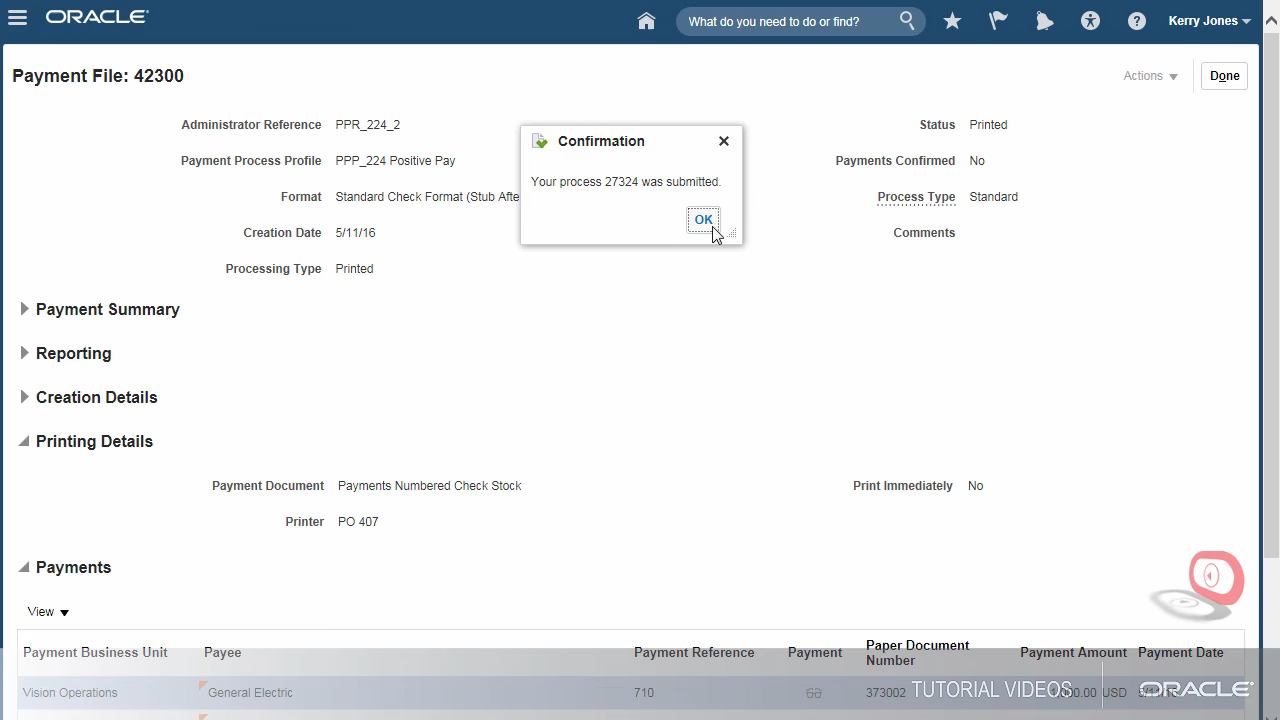 ORACLE
What do you need to do or find?
Kerry Jones
Payment File: 42300
Actions
Done
Administrator Reference PPR_224_2
Payment Process Profile PPP_224 Positive Pay
Format Standard Check Format (Stub Afte
Creation Date 5/11/16
Processing Type Printed
Confirmation
Your process 27324 was submitted.
OK
Status Printed
Payments Confirmed No
Process Type Standard
Comments
Payment Summary
Reporting
Creation Details
Printing Details
Payment Document Payments Numbered Check Stock
Print Immediately No
Printer PO 407
Payments
View
Payment Business Unit Payee Payment Reference Payment Paper Document Number Payment Amount Payment Date
Vision Operations General Electric 710 373002 USD
TUTORIAL VIDEOS ORACLE